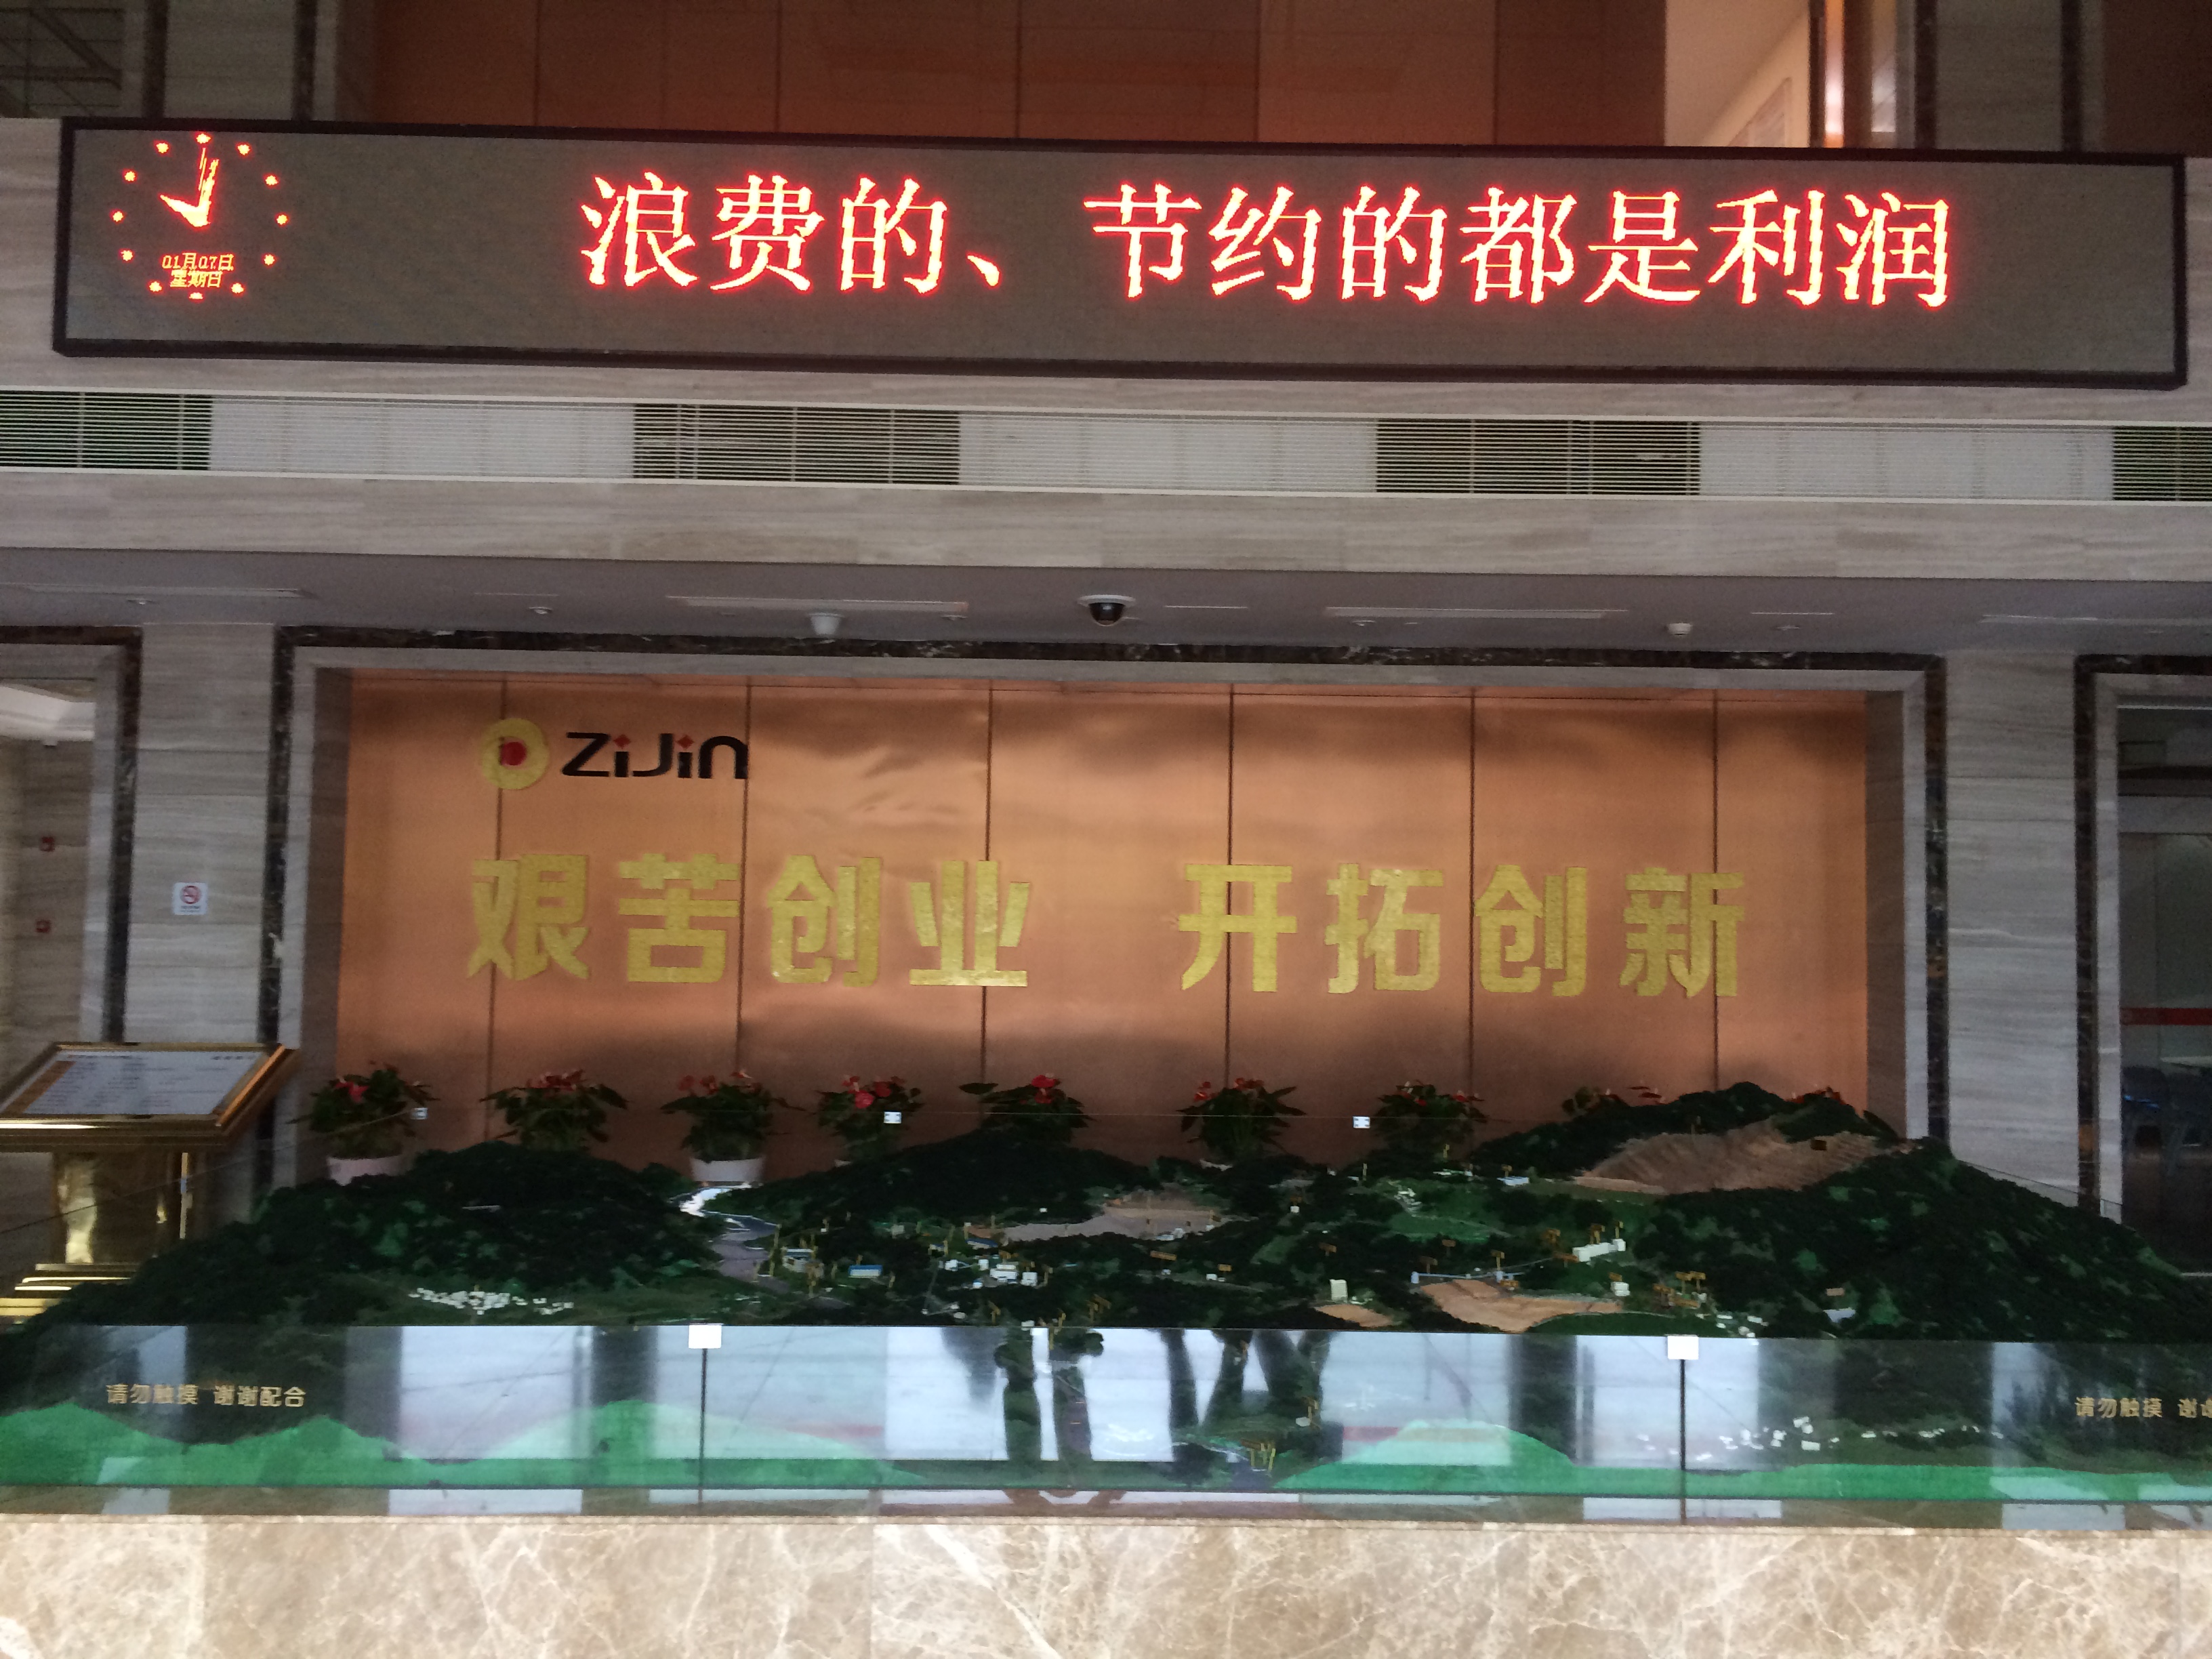 浪费的、节约的都是利润
01月07日
星期日
ZiJin
艰苦创业 开拓创新
请勿触摸 谢谢配合
请勿触摸 谢